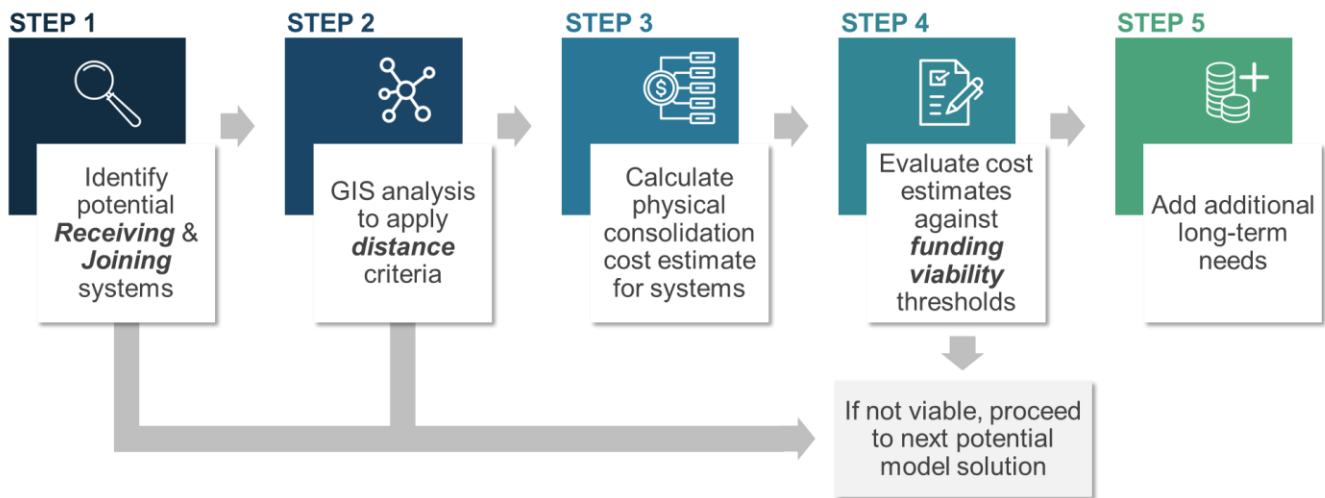 STEP 1
Identify
potential
Receiving &
Joining
systems
STEP 2
GIS analysis
to apply
distance
criteria
STEP 3
$
Calculate
physical
consolidation
cost estimate
for systems
STEP 4
Evaluate cost
estimates
against
funding
viability
thresholds
STEP 5
Add additional
long-term
needs
If not viable, proceed
to next potential
model solution